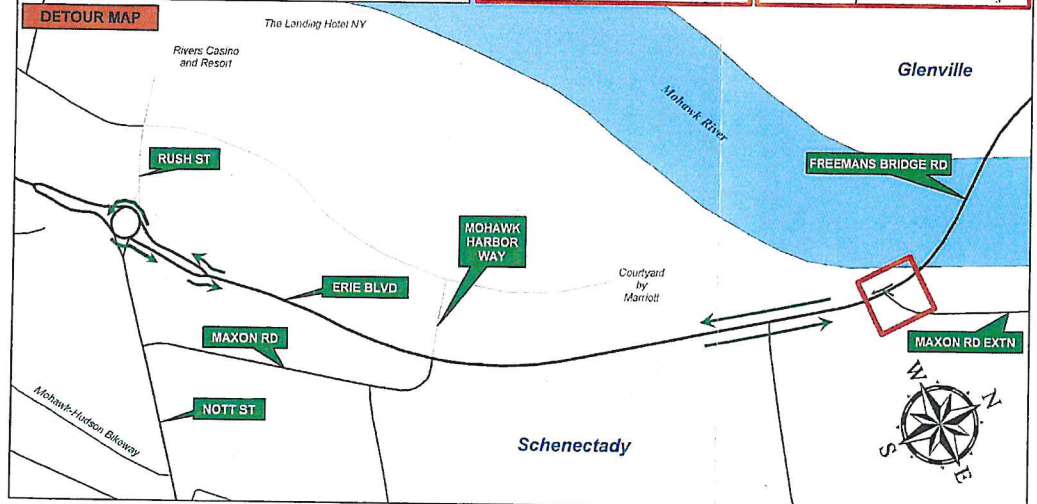 DETOUR MAP
The Landing Hotel NY
Rivers Casino
and Resort
Glenville
Mohawk River
RUSH ST
FREEMANS BRIDGE RD
MOHAWK
HARBOR
WAY
Courtyard
by
Marriott
ERIE BLVD
MAXON RD
MAXON RD EXTN
Mohawk-Hudson Bikeway
NOTT ST
Schenectady
W
N
S
E